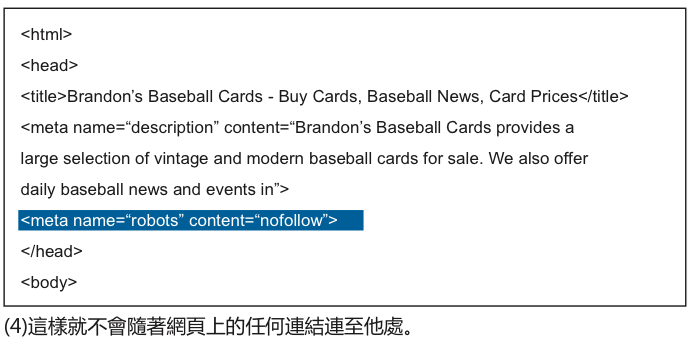 <html>
<head>
<title>Brandon’s Baseball Cards - Buy Cards, Baseball News, Card Prices</title>
<meta name=“description” content=“Brandon’s Baseball Cards provides a
large selection of vintage and modern baseball cards for sale. We also offer
daily baseball news and events in”>
<meta name=“robots” content=“nofollow”>
</head>
<body>
(4)這樣就不會隨著網頁上的任何連結連至他處。